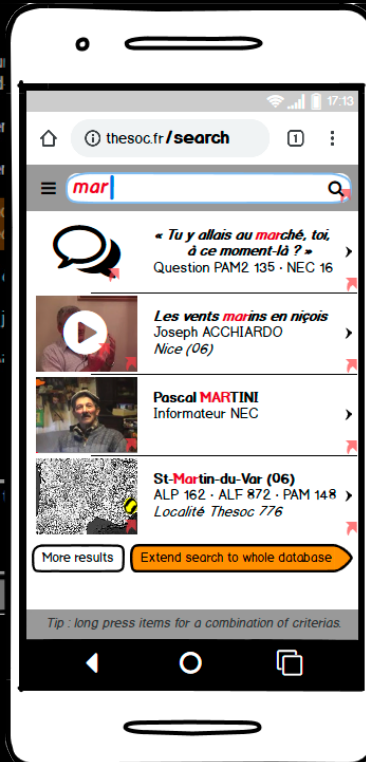 17:13
thesoc.fr/search
1
mar
« Tu y allais au marché, toi,
à ce moment-là ? »
Question PAM2 135 · NEC 16
Les vents marins en niçois
Joseph ACCHIARDO
Nice (06)
Pascal MARTINI
Informateur NEC
St-Martin-du-Var (06)
ALP 162 · ALF 872 · PAM 148
Localité Thesoc 776
More results
Extend search to whole database
Tip : long press items for a combination of criterias.